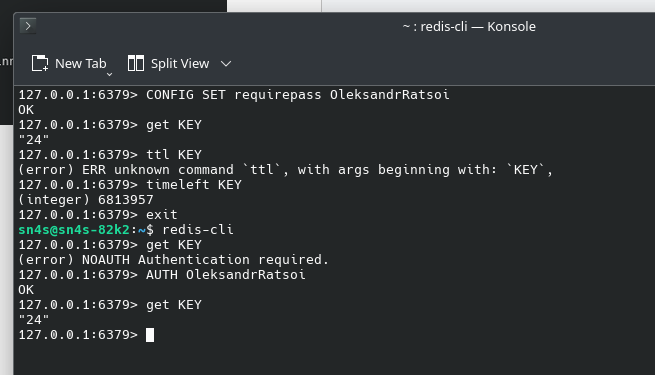 ~ : redis-cli — Konsole
New Tab
Split View
127.0.0.1:6379> CONFIG SET requirepass OleksandrRatsoi
OK
127.0.0.1:6379> get KEY
"24"
127.0.0.1:6379> ttl KEY
(error) ERR unknown command `ttl`, with args beginning with: `KEY`,
127.0.0.1:6379> timeleft KEY
(integer) 6813957
127.0.0.1:6379> exit
sn4s@sn4s-82k2:~$ redis-cli
127.0.0.1:6379> get KEY
(error) NOAUTH Authentication required.
127.0.0.1:6379> AUTH OleksandrRatsoi
OK
127.0.0.1:6379> get KEY
"24"
127.0.0.1:6379>